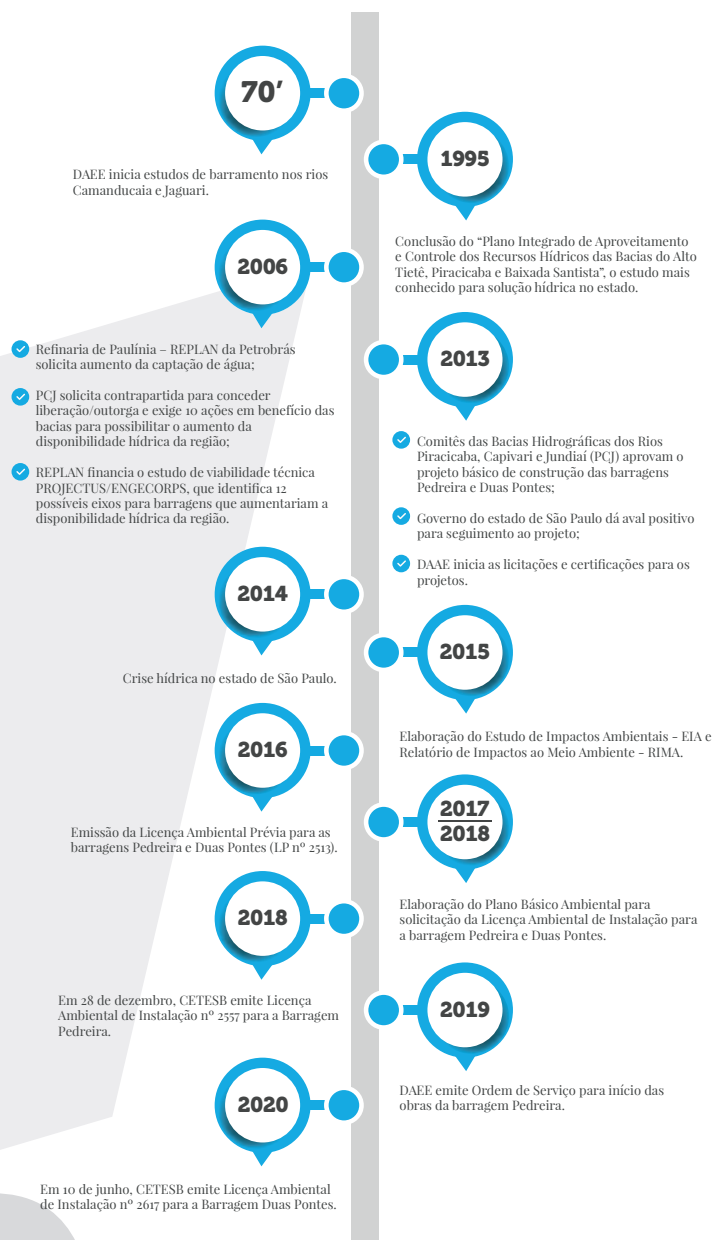 70’
DAEE inicia estudos de barramento nos rios
Camanducaia e Jaguari.
1995
Conclusão do “Plano Integrado de Aproveitamento
e Controle dos Recursos Hídricos das Bacias do Alto
Tietê, Piracicaba e Baixada Santista”, o estudo mais
conhecido para solução hídrica no estado.
2006
Refinaria de Paulínia – REPLAN da Petrobrás
solicita aumento da captação de água;
PCJ solicita contrapartida para conceder
liberação/outorga e exige 10 ações em benefício das
bacias para possibilitar o aumento da
disponibilidade hídrica da região;
REPLAN financia o estudo de viabilidade técnica
PROJECTUS/ENGECORPS, que identifica 12
possíveis eixos para barragens que aumentariam a
disponibilidade hídrica da região.
2013
Comitês das Bacias Hidrográficas dos Rios
Piracicaba, Capivari e Jundiaí (PCJ) aprovam o
projeto básico de construção das barragens
Pedreira e Duas Pontes;
Governo do estado de São Paulo dá aval positivo
para seguimento ao projeto;
DAAE inicia as licitações e certificações para os
projetos.
2014
Crise hídrica no estado de São Paulo.
2015
Elaboração do Estudo de Impactos Ambientais - EIA e
Relatório de Impactos ao Meio Ambiente - RIMA.
2016
Emissão da Licença Ambiental Prévia para as
barragens Pedreira e Duas Pontes (LP nº 2513).
2017
2018
Elaboração do Plano Básico Ambiental para
solicitação da Licença Ambiental de Instalação para
a barragem Pedreira e Duas Pontes.
2018
Em 28 de dezembro, CETESB emite Licença
Ambiental de Instalação nº 2557 para a Barragem
Pedreira.
2019
DAEE emite Ordem de Serviço para início das
obras da barragem Pedreira.
2020
Em 10 de junho, CETESB emite Licença Ambiental
de Instalação nº 2617 para a Barragem Duas Pontes.